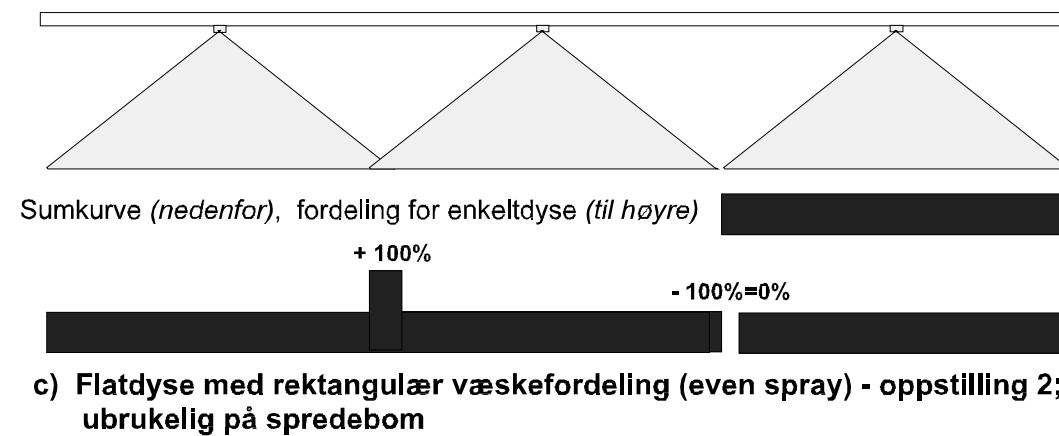 Sumkurve (nedenfor), fordeling for enkeltdyse (til høyre)
+ 100%
- 100%=0%
c) Flatdyse med rektangulær væskefordeling (even spray) - oppstilling 2;
ubrukelig på spredebom